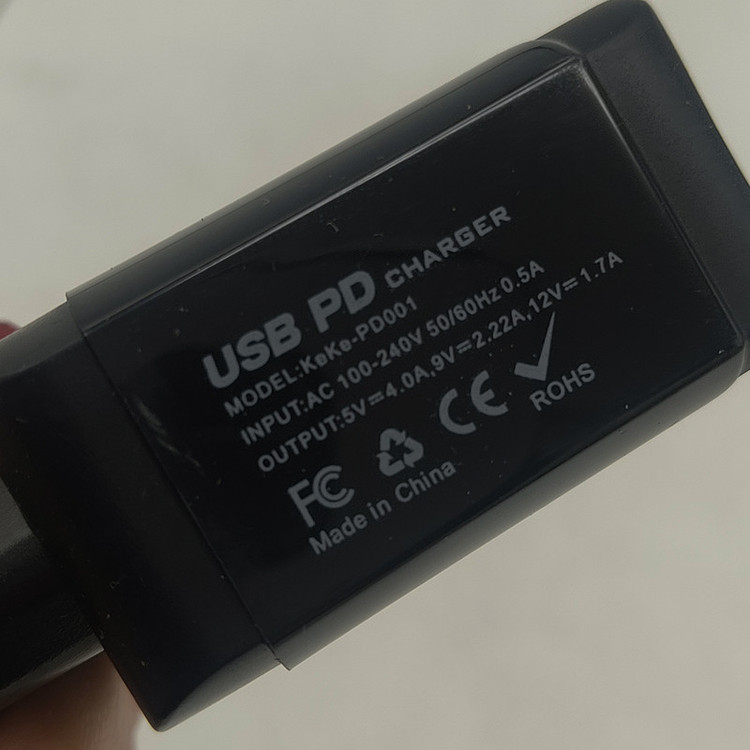 USB PD CHARGER
MODEL:KeKe-PD001
INPUT:AC 100-240V 50/60Hz 0.5A
OUTPUT:5V⎓4.0A,9V⎓2.22A,12V⎓1.7A
FC CE ROHS
Made in China